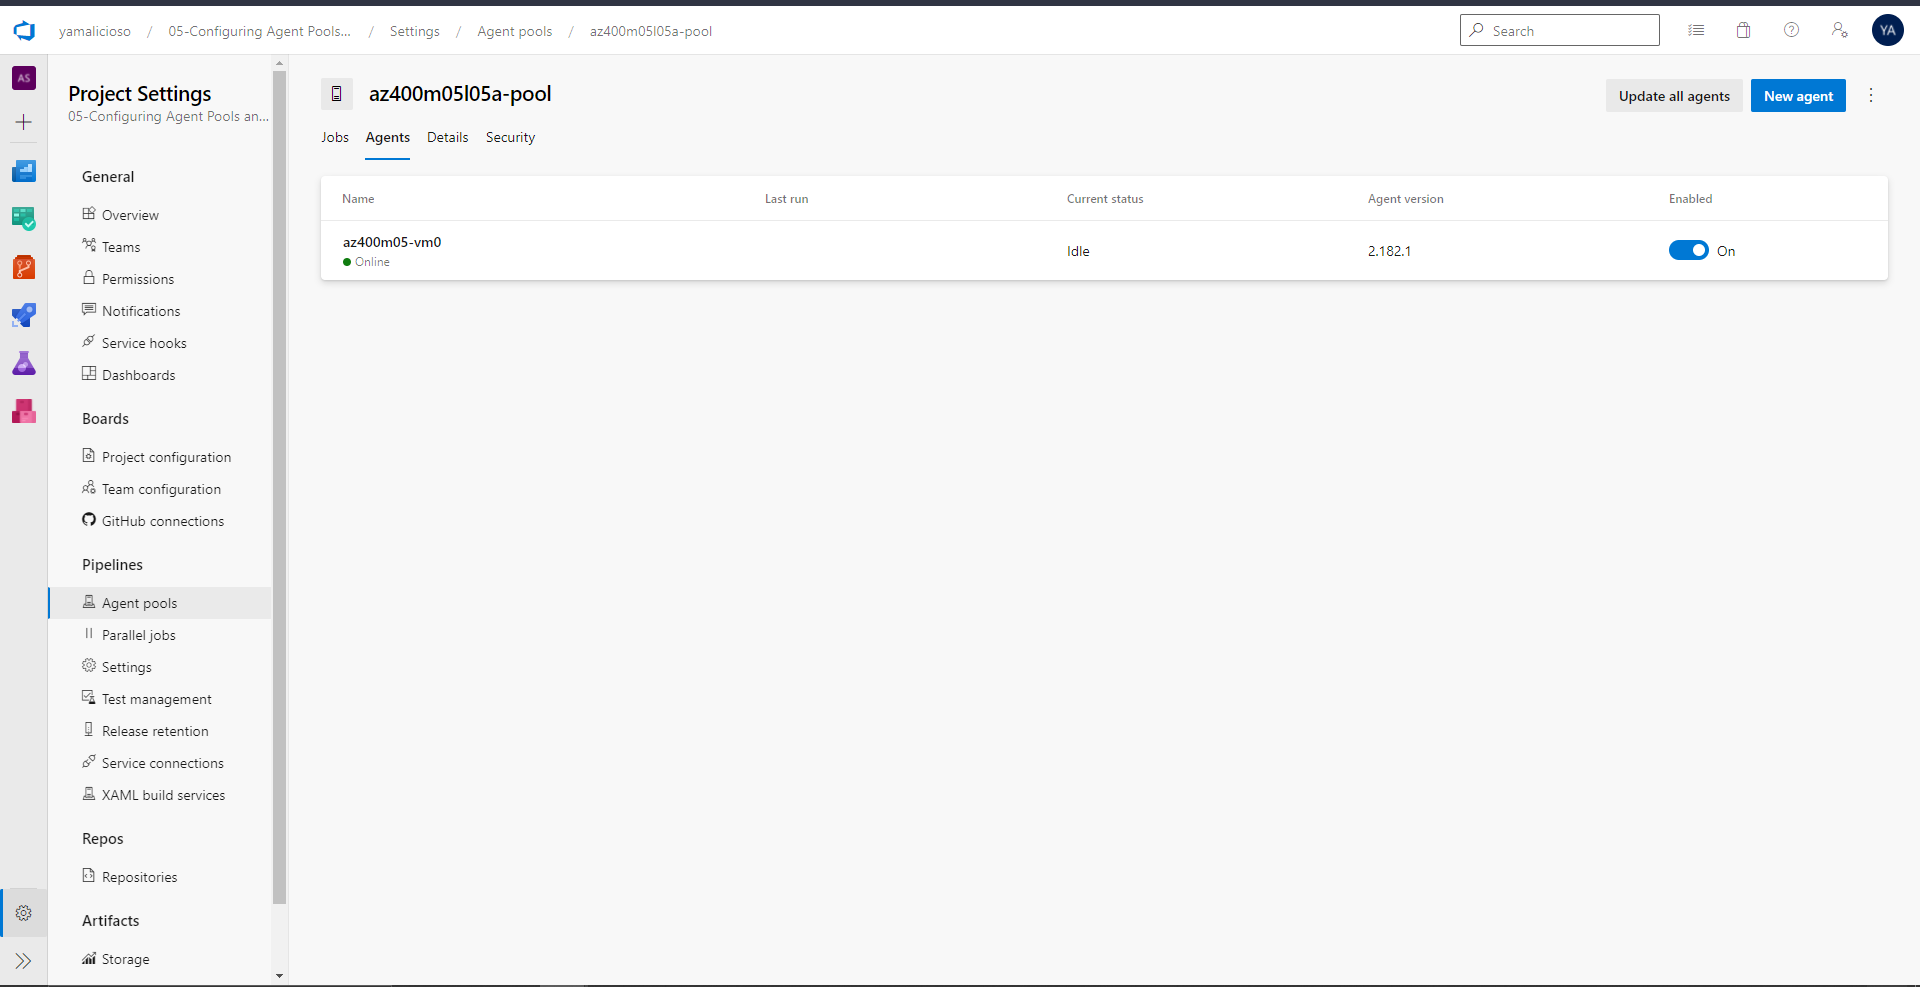 yamalicioso / 05-Configuring Agent Pools... / Settings / Agent pools / az400m05l05a-pool
Search
YA
AS
Project Settings
05-Configuring Agent Pools an...
General
Overview
Teams
Permissions
Notifications
Service hooks
Dashboards
Boards
Project configuration
Team configuration
GitHub connections
Pipelines
Agent pools
Parallel jobs
Settings
Test management
Release retention
Service connections
XAML build services
Repos
Repositories
Artifacts
Storage
az400m05l05a-pool
Update all agents
New agent
Jobs Agents Details Security
Name Last run Current status Agent version Enabled
az400m05-vm0
Online
Idle
2.182.1
On